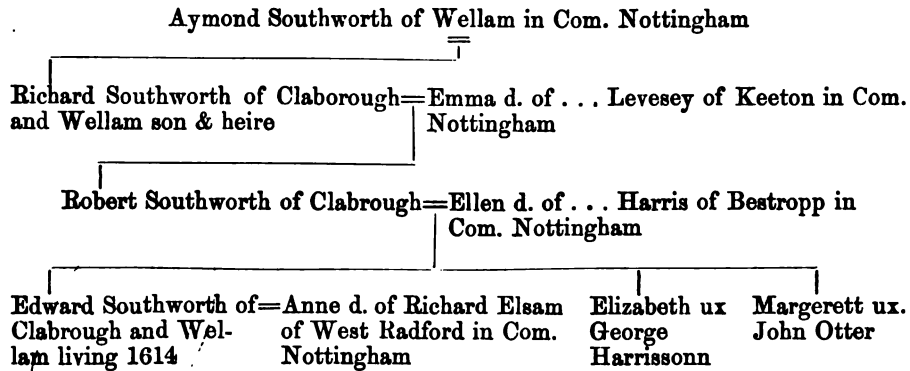 Aymond Southworth of Wellam in Com. Nottingham
Richard Southworth of Claborough=Emma d. of . . . Levesey of Keeton in Com.
and Wellam son & heire
Nottingham
Robert Southworth of Clabrough=Ellen d. of . . . Harris of Bestropp in
Com. Nottingham
Edward Southworth of=
Clabrough and Wel-
lam living 1614
Anne d. of Richard Elsam
of West Radford in Com.
Nottingham
Elizabeth ux
George
Harrissonn
Margerett ux.
John Otter